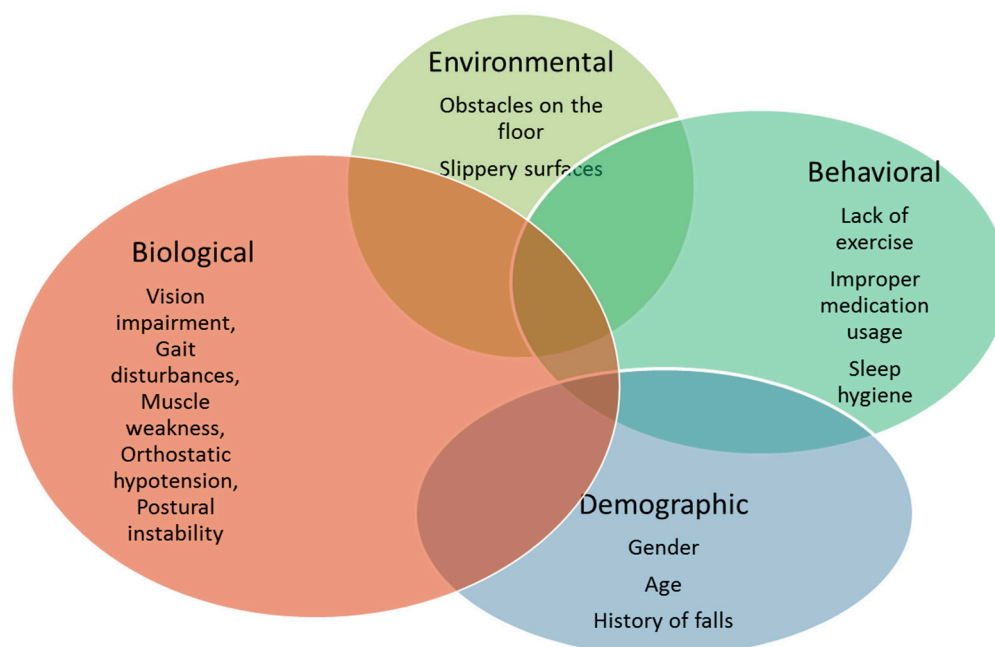 Environmental
Obstacles on the
floor
Slippery surfaces
Behavioral
Lack of
exercise
Improper
medication
usage
Sleep
hygiene
Biological
Vision
impairment,
Gait
disturbances,
Muscle
weakness,
Orthostatic
hypotension,
Postural
instability
Demographic
Gender
Age
History of falls